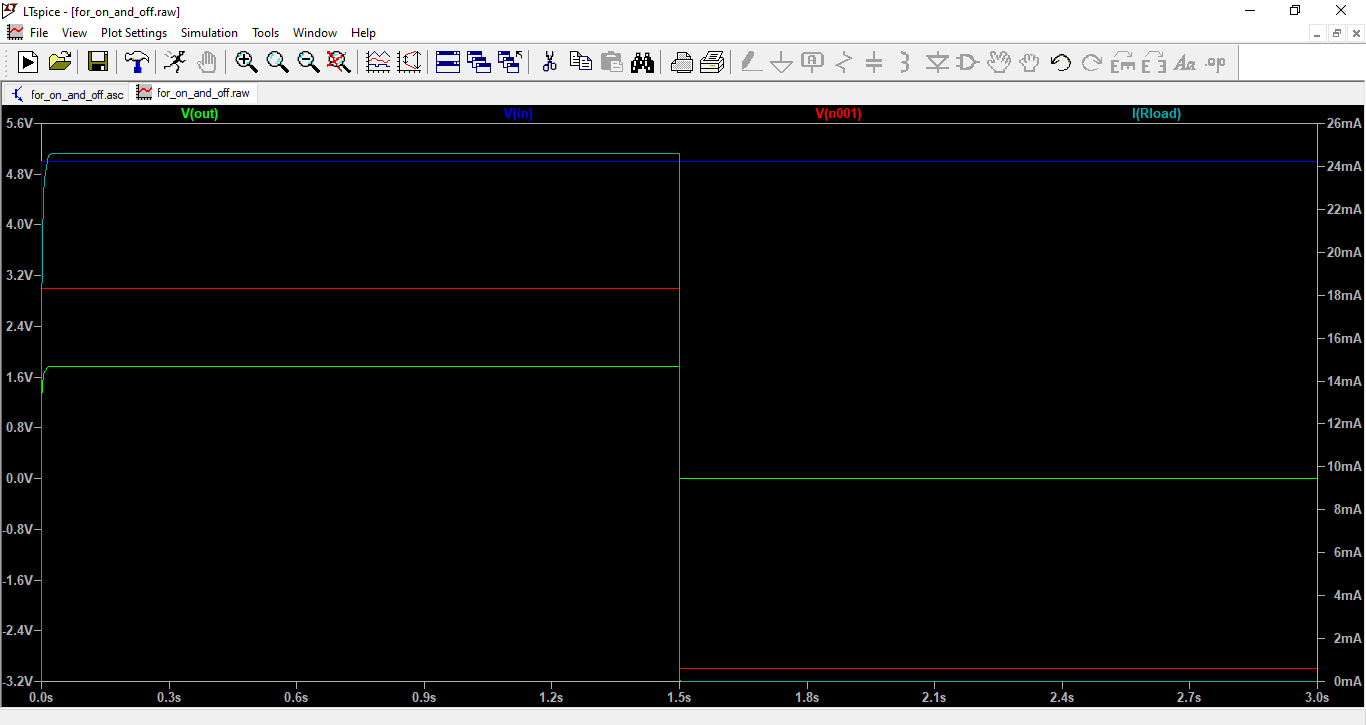 LTspice - [for_on_and_off.raw]
File View Plot Settings Simulation Tools Window Help
for_on_and_off.asc for_on_and_off.raw
V(out) V(in) V(n001) I(Rload)
5.6V 26mA
4.8V 24mA
4.0V 22mA
3.2V 20mA
2.4V 18mA
1.6V 16mA
0.8V 14mA
0.0V 12mA
-0.8V 10mA
-1.6V 8mA
-2.4V 6mA
-3.2V 4mA
2mA
0mA
0.0s 0.3s 0.6s 0.9s 1.2s 1.5s 1.8s 2.1s 2.4s 2.7s 3.0s